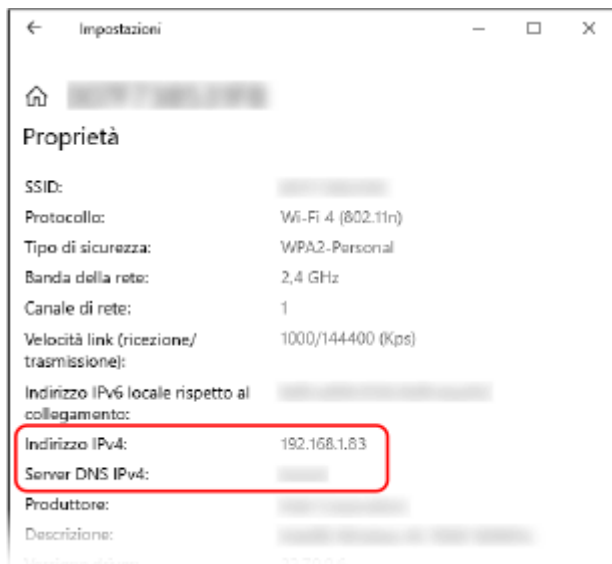 Impostazioni
Proprietà
SSID:
Protocollo: Wi-Fi 4 (802.11n)
Tipo di sicurezza: WPA2-Personal
Banda della rete: 2,4 GHz
Canale di rete: 1
Velocità link (ricezione/ 1000/144400 (Kps)
trasmissione):
Indirizzo IPv6 locale rispetto al
collegamento:
Indirizzo IPv4: 192.168.1.83
Server DNS IPv4:
Produttore:
Descrizione: